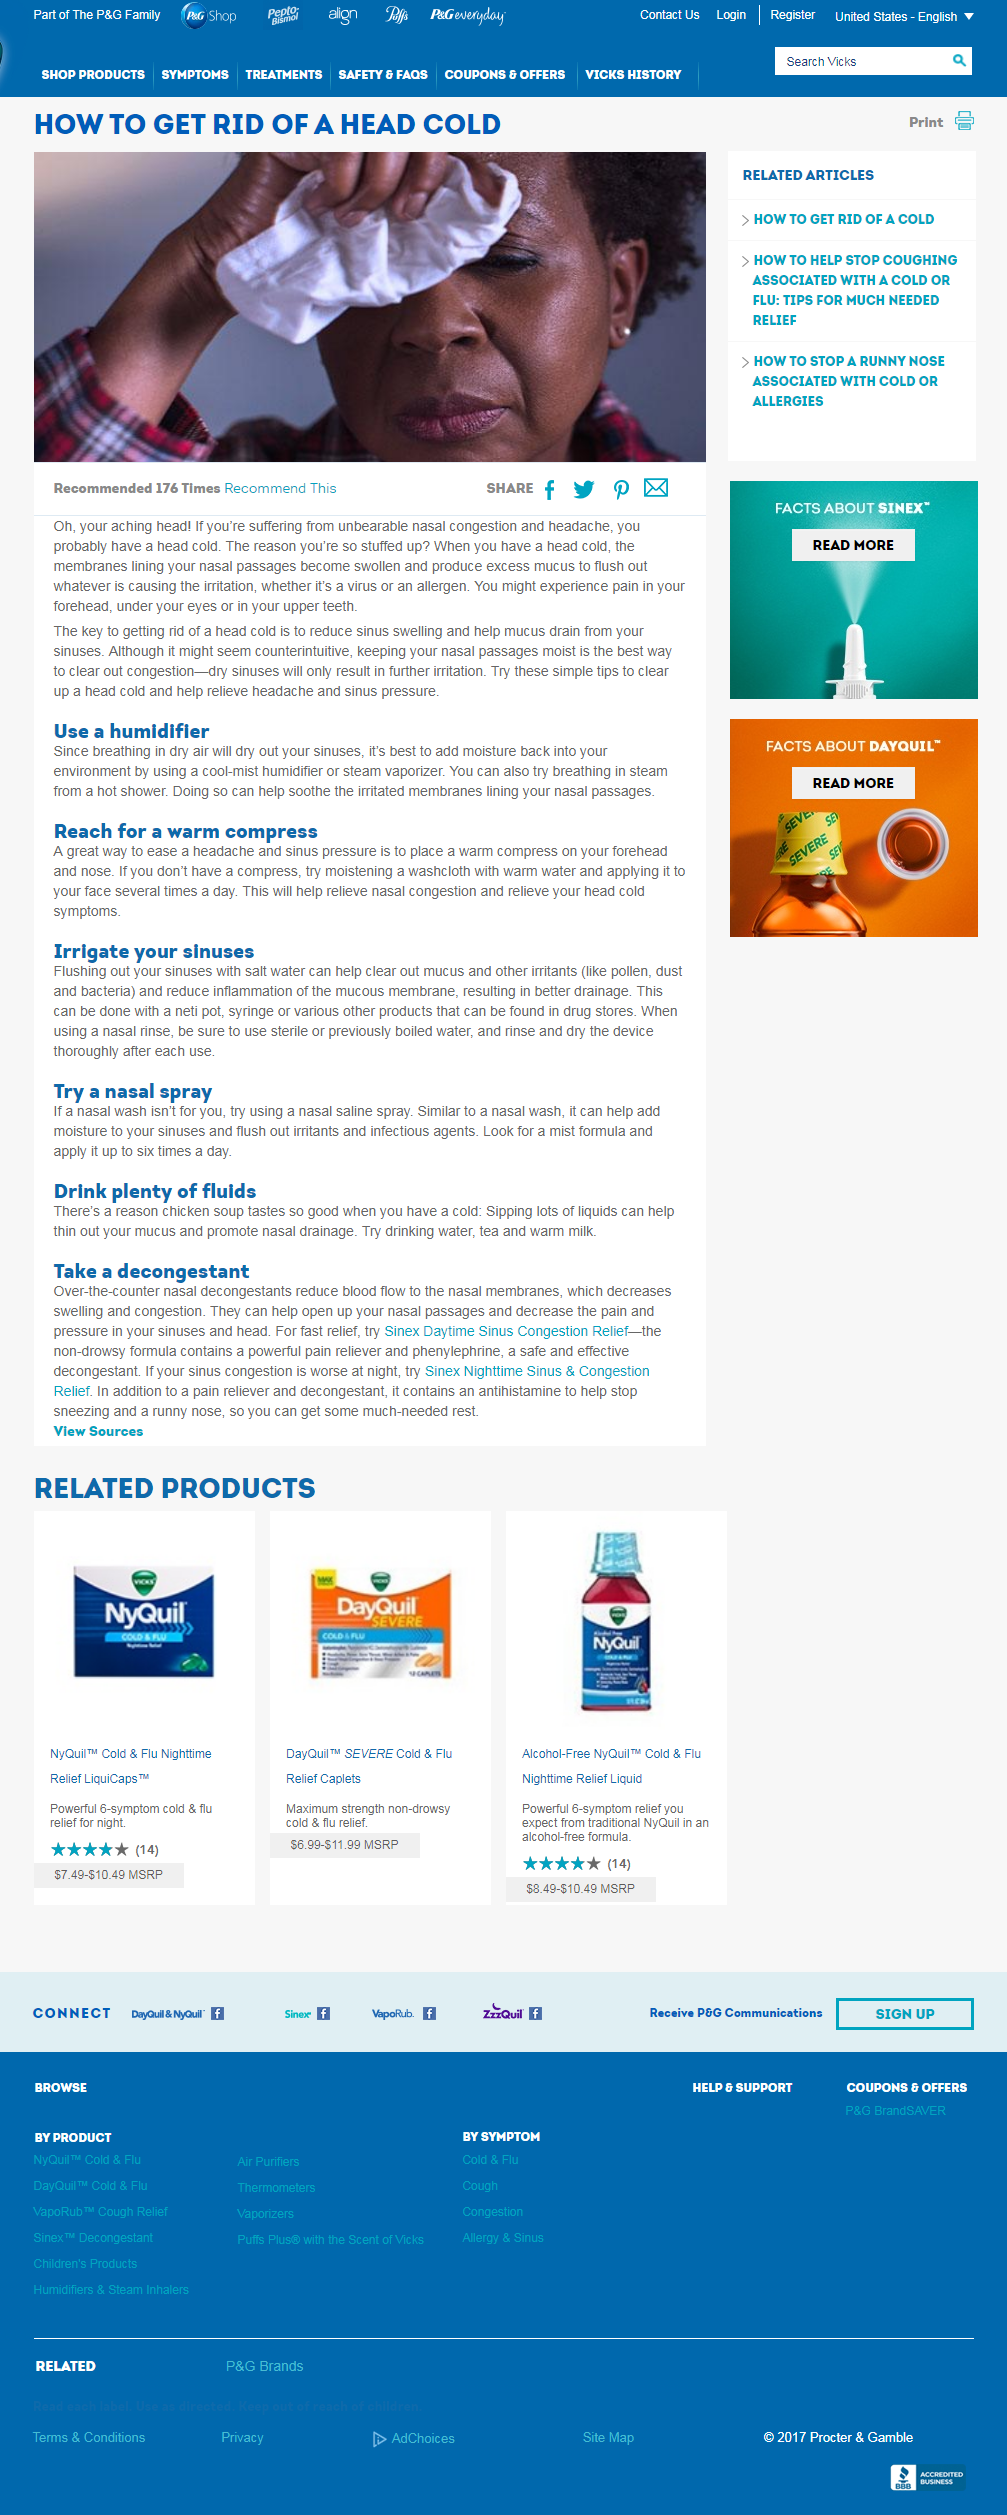 Part of The P&G Family
P&G Shop
Pepto Bismol
align
Puffs
P&G everyday
Contact Us
Login
Register
United States - English
SHOP PRODUCTS
SYMPTOMS
TREATMENTS
SAFETY & FAQS
COUPONS & OFFERS
VICKS HISTORY
Search Vicks
HOW TO GET RID OF A HEAD COLD
Print
RELATED ARTICLES
HOW TO GET RID OF A COLD
HOW TO HELP STOP COUGHING
ASSOCIATED WITH A COLD OR
FLU: TIPS FOR MUCH NEEDED
RELIEF
HOW TO STOP A RUNNY NOSE
ASSOCIATED WITH COLD OR
ALLERGIES
FACTS ABOUT SINEX™
READ MORE
FACTS ABOUT DAYQUIL™
READ MORE
SEVERE
Recommended 176 Times Recommend This
SHARE
Oh, your aching head! If you're suffering from unbearable nasal congestion and headache, you
probably have a head cold. The reason you're so stuffed up? When you have a head cold, the
membranes lining your nasal passages become swollen and produce excess mucus to flush out
whatever is causing the irritation, whether it's a virus or an allergen. You might experience pain in your
forehead, under your eyes or in your upper teeth.
The key to getting rid of a head cold is to reduce sinus swelling and help mucus drain from your
sinuses. Although it might seem counterintuitive, keeping your nasal passages moist is the best way
to clear out congestion—dry sinuses will only result in further irritation. Try these simple tips to clear
up a head cold and help relieve headache and sinus pressure.
Use a humidifier
Since breathing in dry air will dry out your sinuses, it's best to add moisture back into your
environment by using a cool-mist humidifier or steam vaporizer. You can also try breathing in steam
from a hot shower. Doing so can help soothe the irritated membranes lining your nasal passages.
Reach for a warm compress
A great way to ease a headache and sinus pressure is to place a warm compress on your forehead
and nose. If you don't have a compress, try moistening a washcloth with warm water and applying it to
your face several times a day. This will help relieve nasal congestion and relieve your head cold
symptoms.
Irrigate your sinuses
Flushing out your sinuses with salt water can help clear out mucus and other irritants (like pollen, dust
and bacteria) and reduce inflammation of the mucous membrane, resulting in better drainage. This
can be done with a neti pot, syringe or various other products that can be found in drug stores. When
using a nasal rinse, be sure to use sterile or previously boiled water, and rinse and dry the device
thoroughly after each use.
Try a nasal spray
If a nasal wash isn't for you, try using a nasal saline spray. Similar to a nasal wash, it can help add
moisture to your sinuses and flush out irritants and infectious agents. Look for a mist formula and
apply it up to six times a day.
Drink plenty of fluids
There's a reason chicken soup tastes so good when you have a cold: Sipping lots of liquids can help
thin out your mucus and promote nasal drainage. Try drinking water, tea and warm milk.
Take a decongestant
Over-the-counter nasal decongestants reduce blood flow to the nasal membranes, which decreases
swelling and congestion. They can help open up your nasal passages and decrease the pain and
pressure in your sinuses and head. For fast relief, try Sinex Daytime Sinus Congestion Relief—the
non-drowsy formula contains a powerful pain reliever and phenylephrine, a safe and effective
decongestant. If your sinus congestion is worse at night, try Sinex Nighttime Sinus & Congestion
Relief. In addition to a pain reliever and decongestant, it contains an antihistamine to help stop
sneezing and a runny nose, so you can get some much-needed rest.
View Sources
RELATED PRODUCTS
VICKS
NyQuil
COLD & FLU
Nighttime Relief
MAX
VICKS
DayQuil
SEVERE
COLD & FLU
12 CAPLETS
VICKS
Alcohol Free
NyQuil
COLD & FLU
NyQuil™ Cold & Flu Nighttime
Relief LiquiCaps™
Powerful 6-symptom cold & flu
relief for night.
(14)
$7.49-$10.49 MSRP
DayQuil™ SEVERE Cold & Flu
Relief Caplets
Maximum strength non-drowsy
cold & flu relief.
$6.99-$11.99 MSRP
Alcohol-Free NyQuil™ Cold & Flu
Nighttime Relief Liquid
Powerful 6-symptom relief you
expect from traditional NyQuil in an
alcohol-free formula.
(14)
$8.49-$10.49 MSRP
CONNECT
DayQuil & NyQuil
Sinex
VapoRub.
ZzzQuil
Receive P&G Communications
SIGN UP
BROWSE
HELP & SUPPORT
COUPONS & OFFERS
P&G BrandSAVER
BY PRODUCT
NyQuil™ Cold & Flu
DayQuil™ Cold & Flu
VapoRub™ Cough Relief
Sinex™ Decongestant
Children's Products
Humidifiers & Steam Inhalers
Air Purifiers
Thermometers
Vaporizers
Puffs Plus® with the Scent of Vicks
BY SYMPTOM
Cold & Flu
Cough
Congestion
Allergy & Sinus
RELATED
P&G Brands
Terms & Conditions
Privacy
AdChoices
Site Map
© 2017 Procter & Gamble
BBB
ACCREDITED
BUSINESS